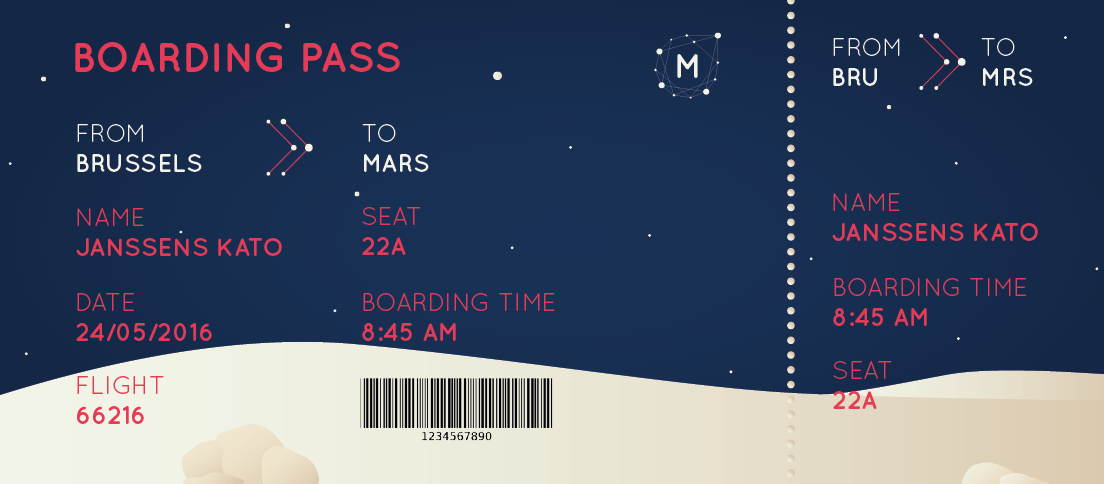 BOARDING PASS
M
FROM
BRUSSELS
TO
MARS
NAME
JANSSENS KATO
SEAT
22A
DATE
24/05/2016
BOARDING TIME
8:45 AM
FLIGHT
66216
1234567890
FROM
BRU
TO
MRS
NAME
JANSSENS KATO
BOARDING TIME
8:45 AM
SEAT
22A